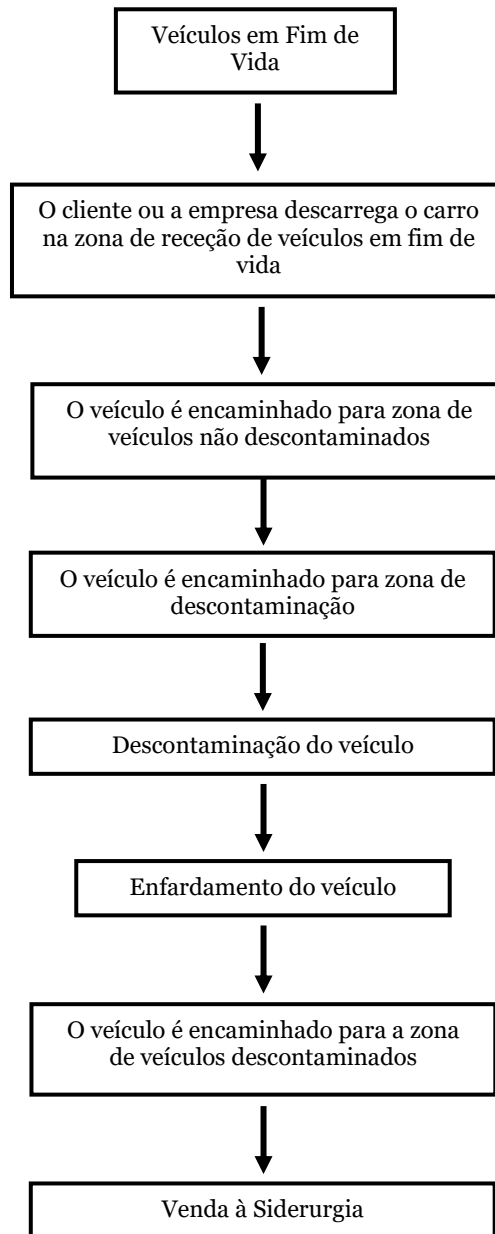 Veículos em Fim de
Vida
O cliente ou a empresa descarrega o carro
na zona de receção de veículos em fim de
vida
O veículo é encaminhado para zona de
veículos não descontaminados
O veículo é encaminhado para zona de
descontaminação
Descontaminação do veículo
Enfardamento do veículo
O veículo é encaminhado para a zona
de veículos descontaminados
Venda à Siderurgia